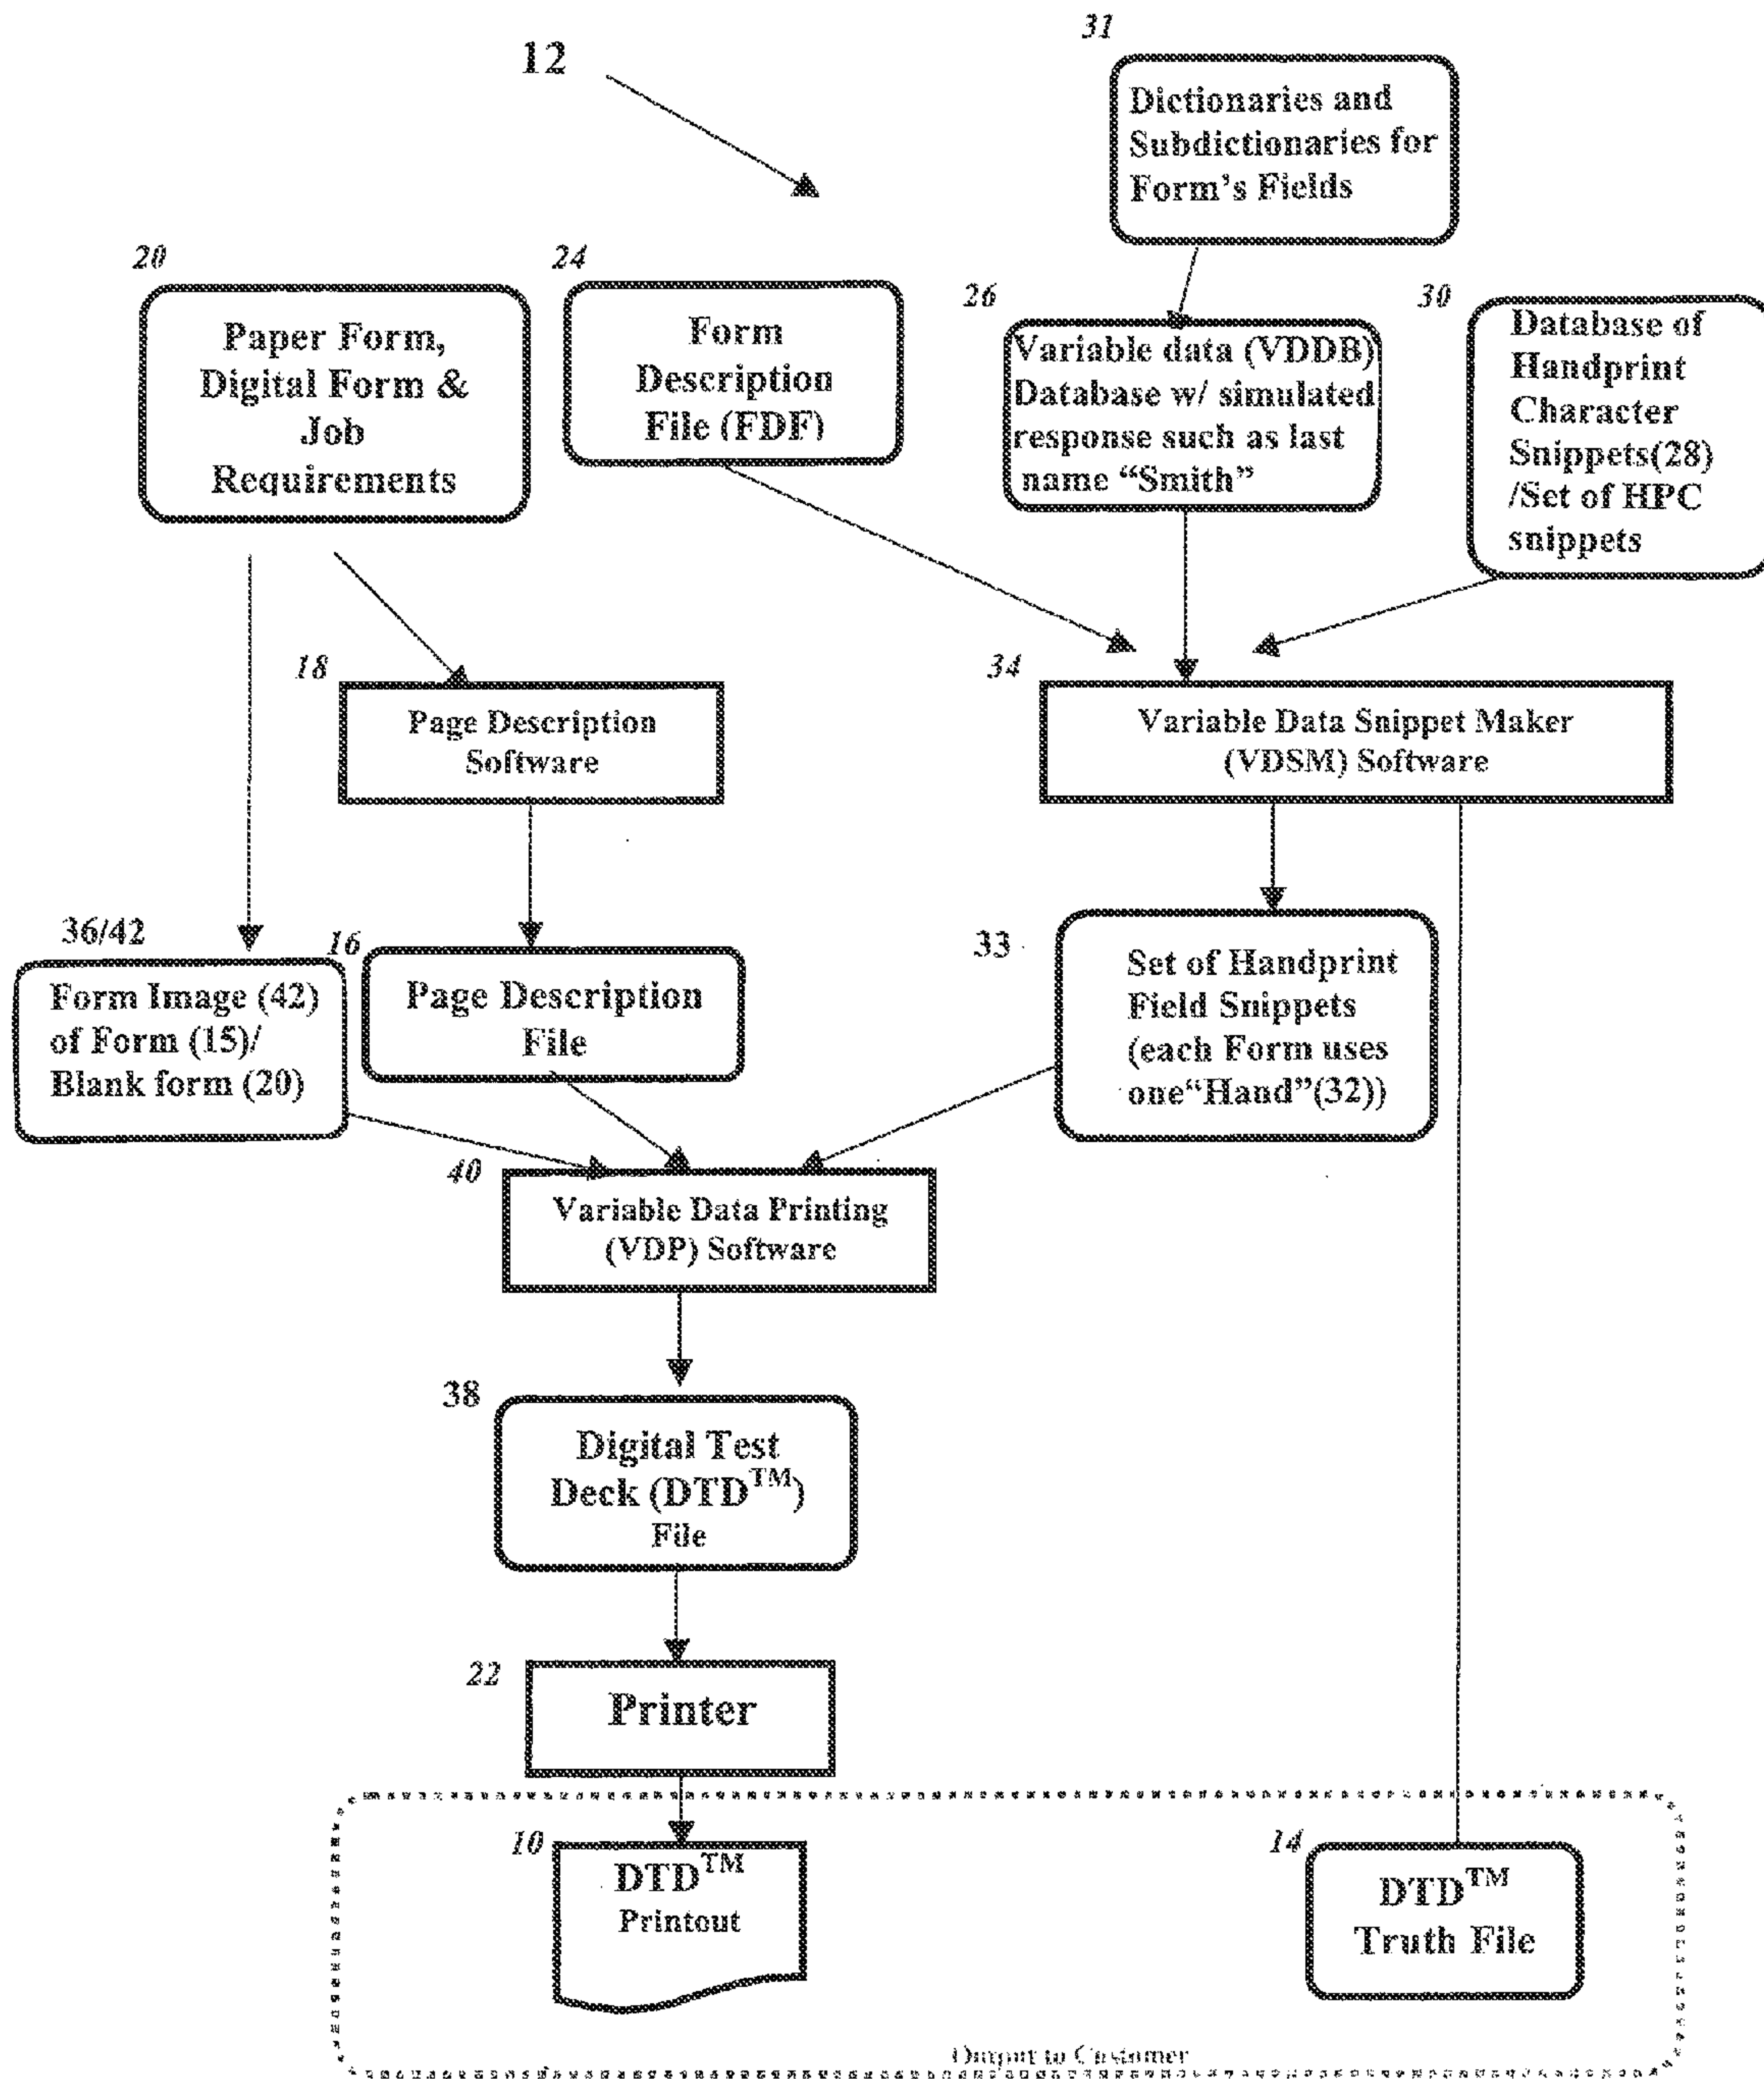 31
12
Dictionaries and
Subdictionaries for
Form's Fields
20
Paper Form,
Digital Form &
Job
Requirements
24
Form
Description
File (FDF)
26
Variable data (VDDB)
Database w/ simulated
response such as last
name “Smith”
30
Database of
Handprint
Character
Snippets(28)
/Set of HPC
snippets
18
Page Description
Software
34
Variable Data Snippet Maker
(VDSM) Software
36/42
Form Image (42)
of Form (15)/
Blank form (20)
16
Page Description
File
33
Set of Handprint
Field Snippets
(each Form uses
one“Hand”(32))
40
Variable Data Printing
(VDP) Software
38
Digital Test
Deck (DTD™)
File
22
Printer
10
DTD™
Printout
14
DTD™
Truth File
Output to Customer